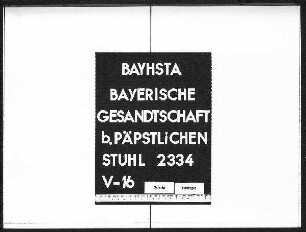 BAYHSTA
BAYERISCHE
GESANDTSCHAFT
b. PÄPSTLiCHEN
STUHL 2334
V-16